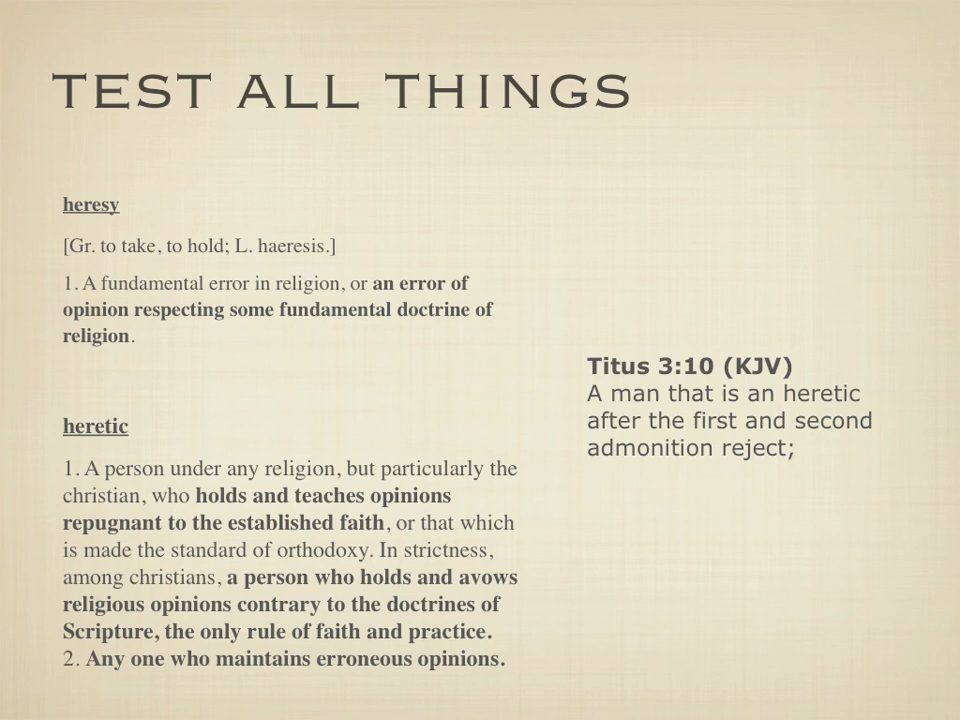 TEST ALL THINGS
heresy
[Gr. to take, to hold; L. haeresis.]
1. A fundamental error in religion, or an error of
opinion respecting some fundamental doctrine of
religion.
heretic
1. A person under any religion, but particularly the
christian, who holds and teaches opinions
repugnant to the established faith, or that which
is made the standard of orthodoxy. In strictness,
among christians, a person who holds and avows
religious opinions contrary to the doctrines of
Scripture, the only rule of faith and practice.
2. Any one who maintains erroneous opinions.
Titus 3:10 (KJV)
A man that is an heretic
after the first and second
admonition reject;